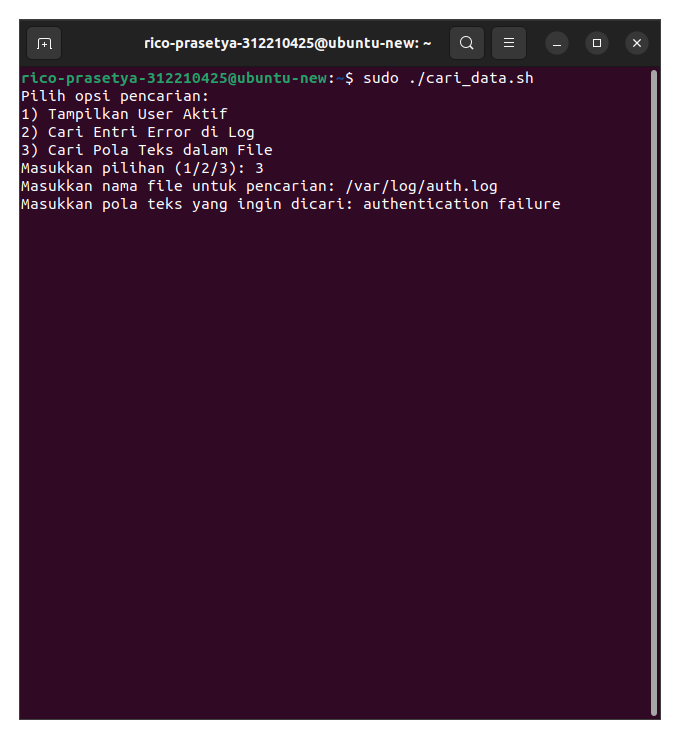 rico-prasetya-312210425@ubuntu-new: ~
rico-prasetya-312210425@ubuntu-new:~$ sudo ./cari_data.sh
Pilih opsi pencarian:
1) Tampilkan User Aktif
2) Cari Entri Error di Log
3) Cari Pola Teks dalam File
Masukkan pilihan (1/2/3): 3
Masukkan nama file untuk pencarian: /var/log/auth.log
Masukkan pola teks yang ingin dicari: authentication failure